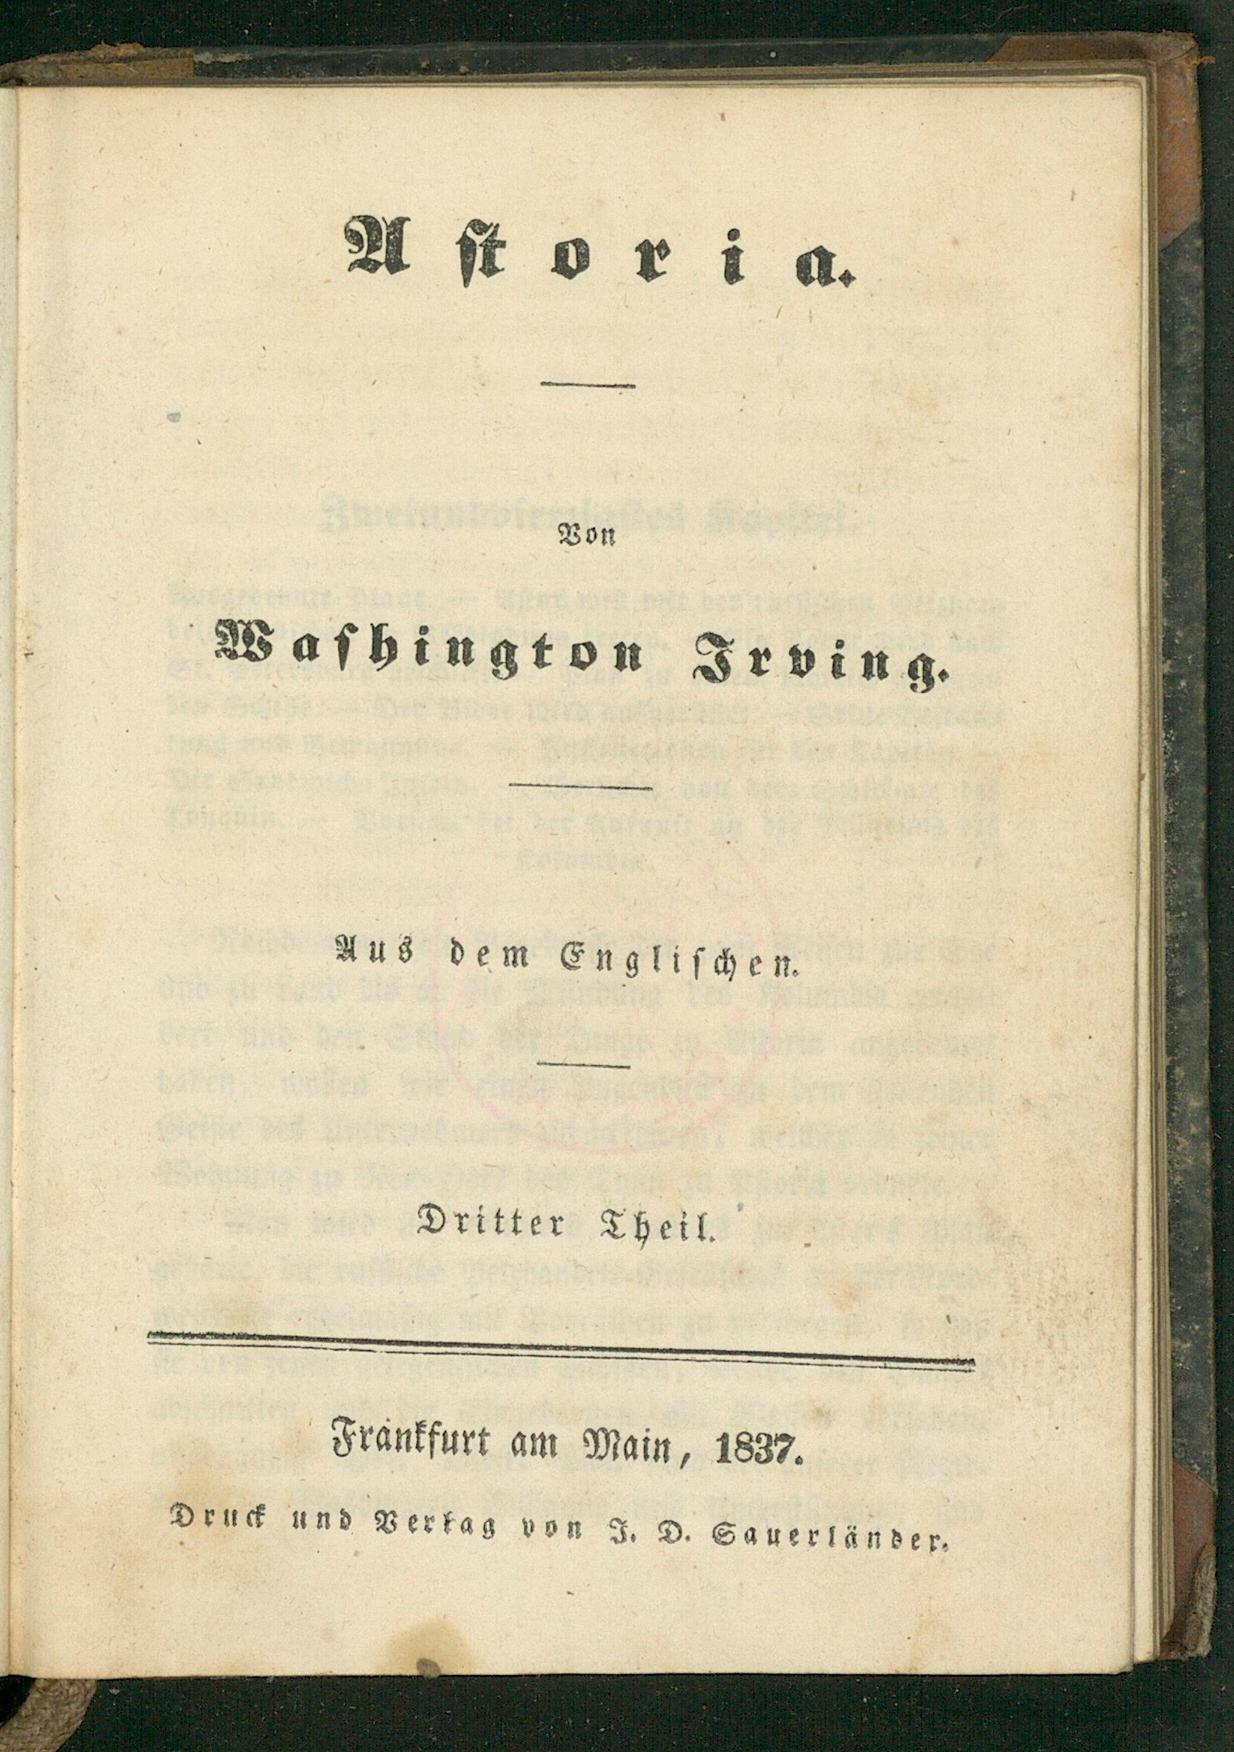 Astoria.
Von
Washington Irving.
Aus dem Englischen.
Dritter Theil.
Frankfurt am Main, 1837.
Druck und Verlag von J. D. Sauerländer.